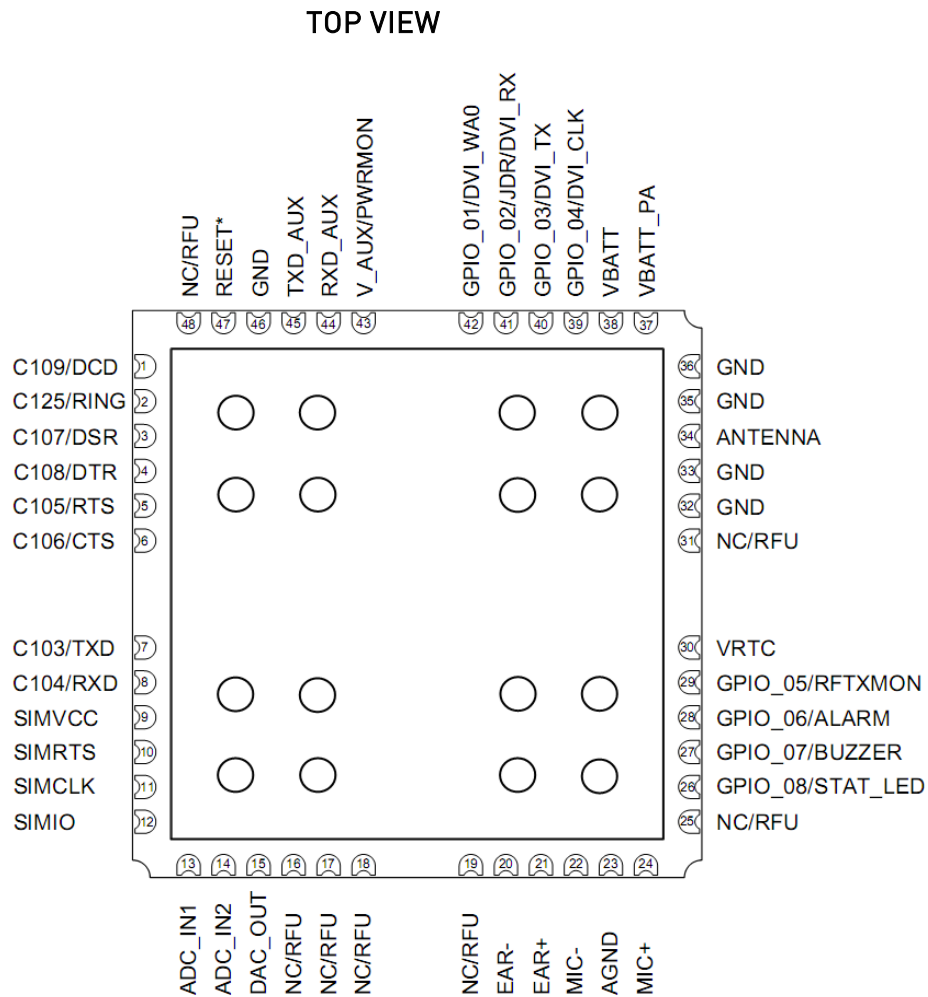 TOP VIEW
NC/RFU
RESET*
GND
TXD_AUX
RXD_AUX
V_AUX/PWRMON
GPIO_01/DVI_WA0
GPIO_02/JDR/DVI_RX
GPIO_03/DVI_TX
GPIO_04/DVI_CLK
VBATT
VBATT_PA
48 47 46 45 44 43 42 41 40 39 38 37
C109/DCD 1 36 GND
C125/RING 2 35 GND
C107/DSR 3 34 ANTENNA
C108/DTR 4 33 GND
C105/RTS 5 32 GND
C106/CTS 6 31 NC/RFU
C103/TXD 7 30 VRTC
C104/RXD 8 29 GPIO_05/RFTXMON
SIMVCC 9 28 GPIO_06/ALARM
SIMRTS 10 27 GPIO_07/BUZZER
SIMCLK 11 26 GPIO_08/STAT_LED
SIMIO 12 25 NC/RFU
13 14 15 16 17 18 19 20 21 22 23 24
ADC_IN1
ADC_IN2
DAC_OUT
NC/RFU
NC/RFU
NC/RFU
NC/RFU
EAR-
EAR+
MIC-
AGND
MIC+